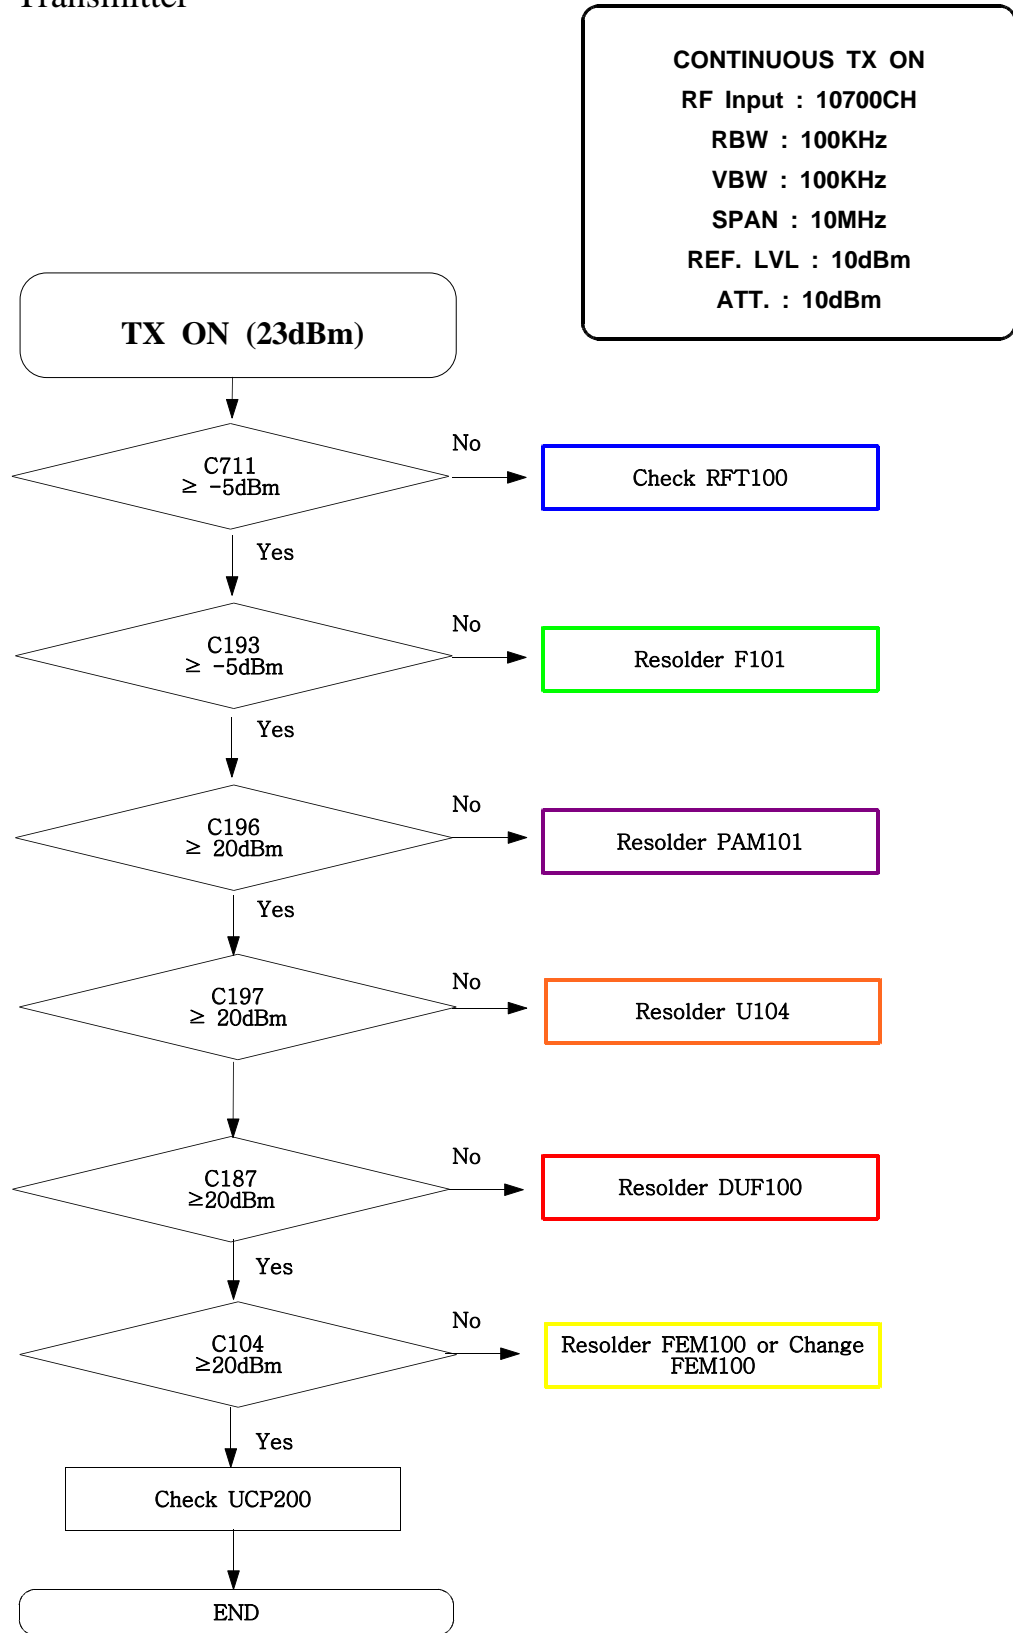 Transmitter
CONTINUOUS TX ON
RF Input : 10700CH
RBW : 100KHz
VBW : 100KHz
SPAN : 10MHz
REF. LVL : 10dBm
ATT. : 10dBm
TX ON (23dBm)
C711
≥ -5dBm
No
Check RFT100
Yes
C193
≥ -5dBm
No
Resolder F101
Yes
C196
≥ 20dBm
No
Resolder PAM101
Yes
C197
≥ 20dBm
No
Resolder U104
C187
≥20dBm
No
Resolder DUF100
Yes
C104
≥20dBm
No
Resolder FEM100 or Change
FEM100
Yes
Check UCP200
END